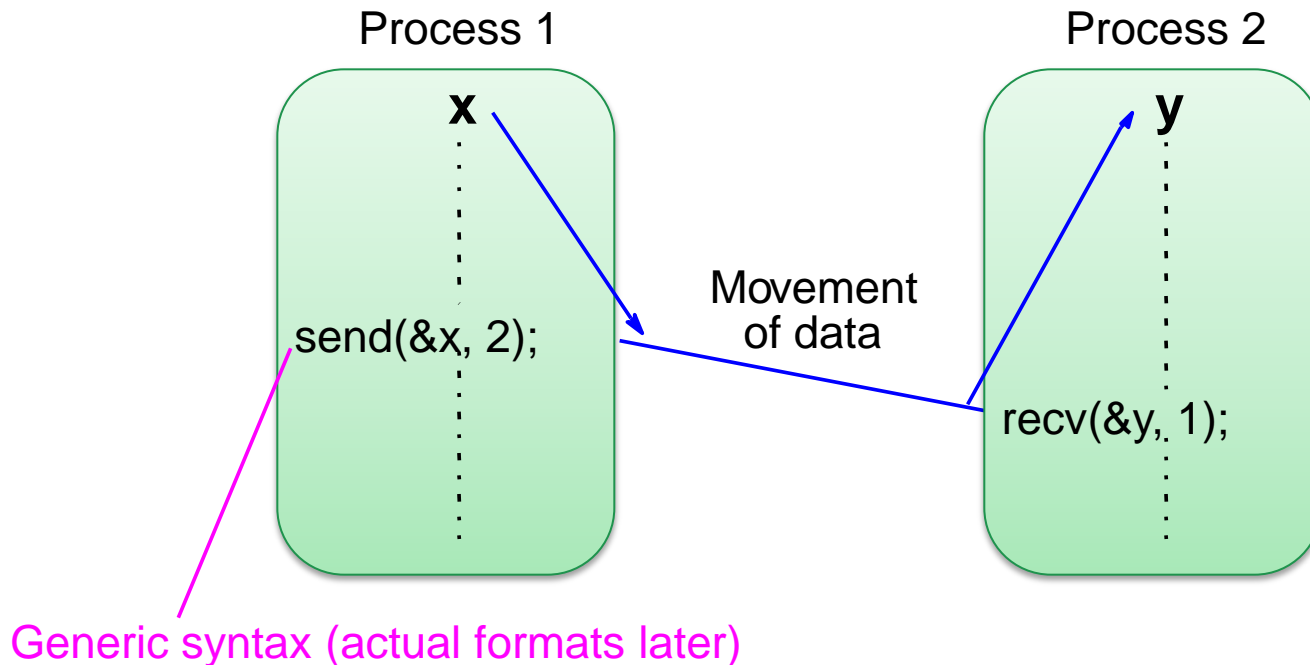 Process 1
Process 2
x
y
Movement
of data
send(&x, 2);
recv(&y, 1);
Generic syntax (actual formats later)